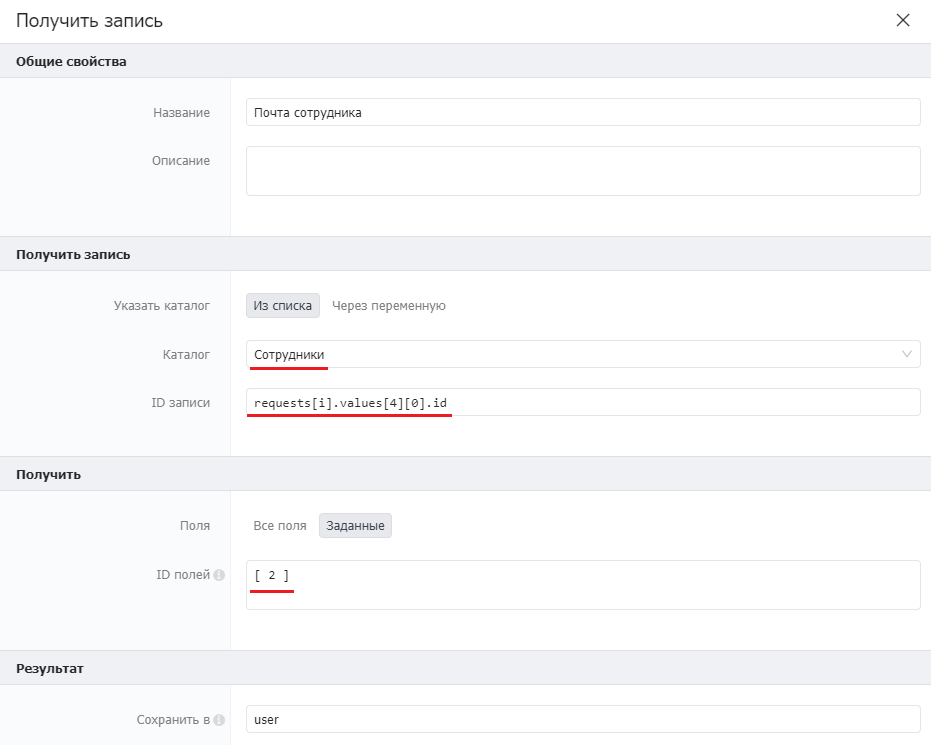 Получить запись
Общие свойства
Название
Почта сотрудника
Описание
Получить запись
Указать каталог
Из списка Через переменную
Каталог
Сотрудники
ID записи
requests[i].values[4][0].id
Получить
Поля
Все поля Заданные
ID полей
[ 2 ]
Результат
Сохранить в
user